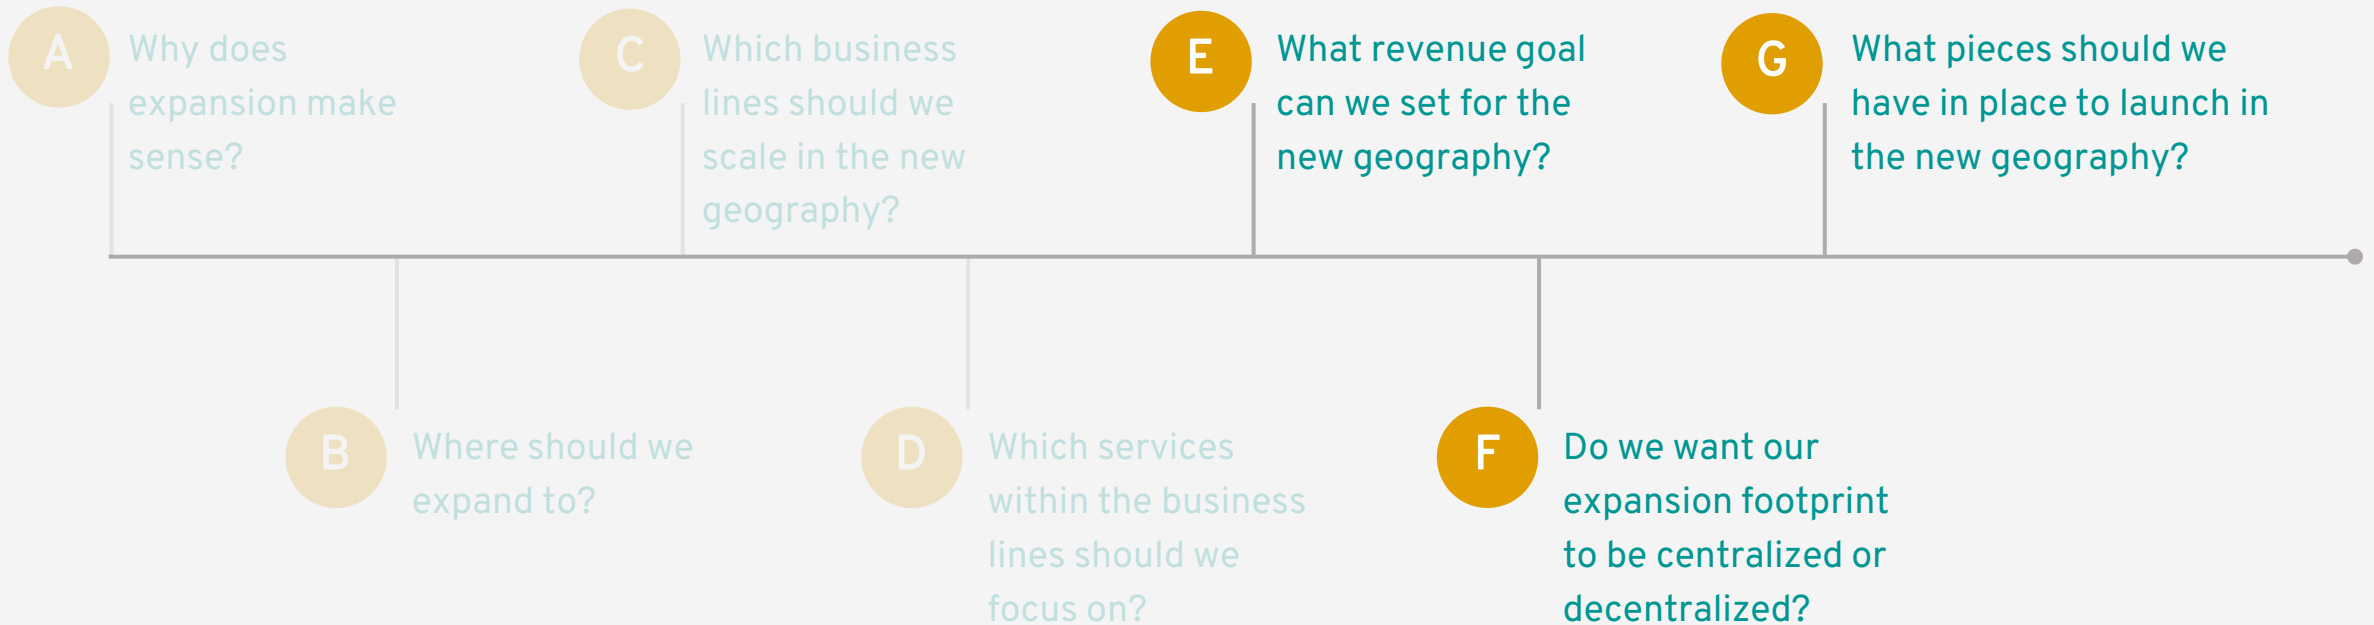 A
Why does
expansion make
sense?
B
Where should we
expand to?
C
Which business
lines should we
scale in the new
geography?
D
Which services
within the business
lines should we
focus on?
E
What revenue goal
can we set for the
new geography?
F
Do we want our
expansion footprint
to be centralized or
decentralized?
G
What pieces should we
have in place to launch in
the new geography?